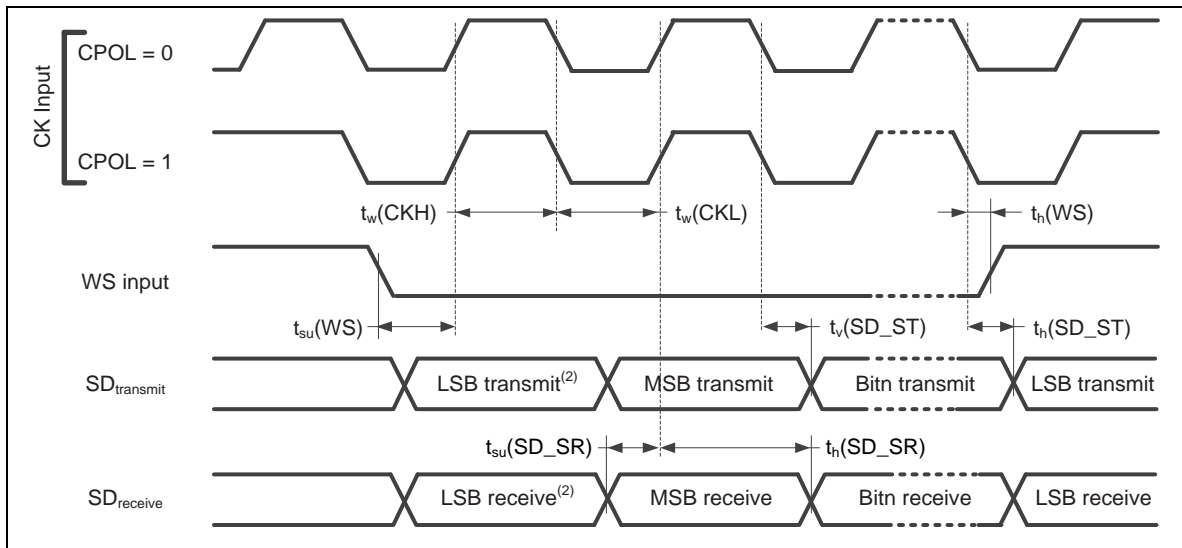 CK Input
CPOL = 0
CPOL = 1
tw(CKH)
tw(CKL)
th(WS)
WS input
tsu(WS)
tv(SD_ST)
th(SD_ST)
SDtransmit
LSB transmit(2)
MSB transmit
Bitn transmit
LSB transmit
tsu(SD_SR)
th(SD_SR)
SDreceive
LSB receive(2)
MSB receive
Bitn receive
LSB receive